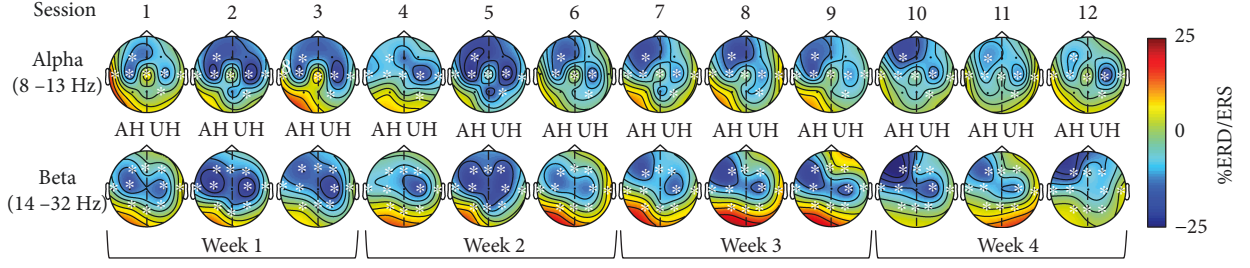 Session 1 2 3 4 5 6 7 8 9 10 11 12
Alpha
(8 –13 Hz)
AH UH AH UH AH UH AH UH AH UH AH UH AH UH AH UH AH UH AH UH AH UH AH UH
Beta
(14 –32 Hz)
Week 1 Week 2 Week 3 Week 4
25
0
−25
%ERD/ERS